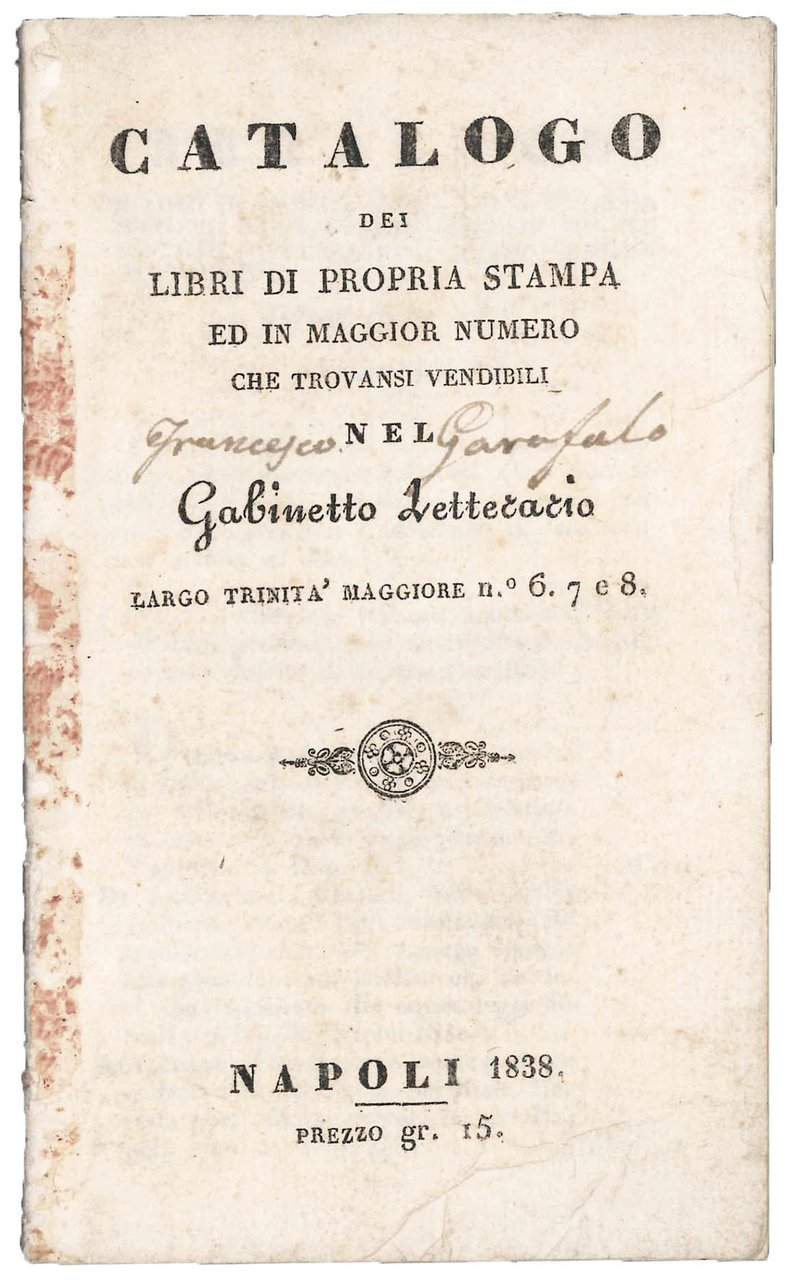 CATALOGO
DEI
LIBRI DI PROPRIA STAMPA
ED IN MAGGIOR NUMERO
CHE TROVANSI VENDIBILI
Francesco NEL Garofalo
Gabinetto Letterario
LARGO TRINITA' MAGGIORE n.º 6. 7 e 8.
NAPOLI 1838.
PREZZO gr. 15.